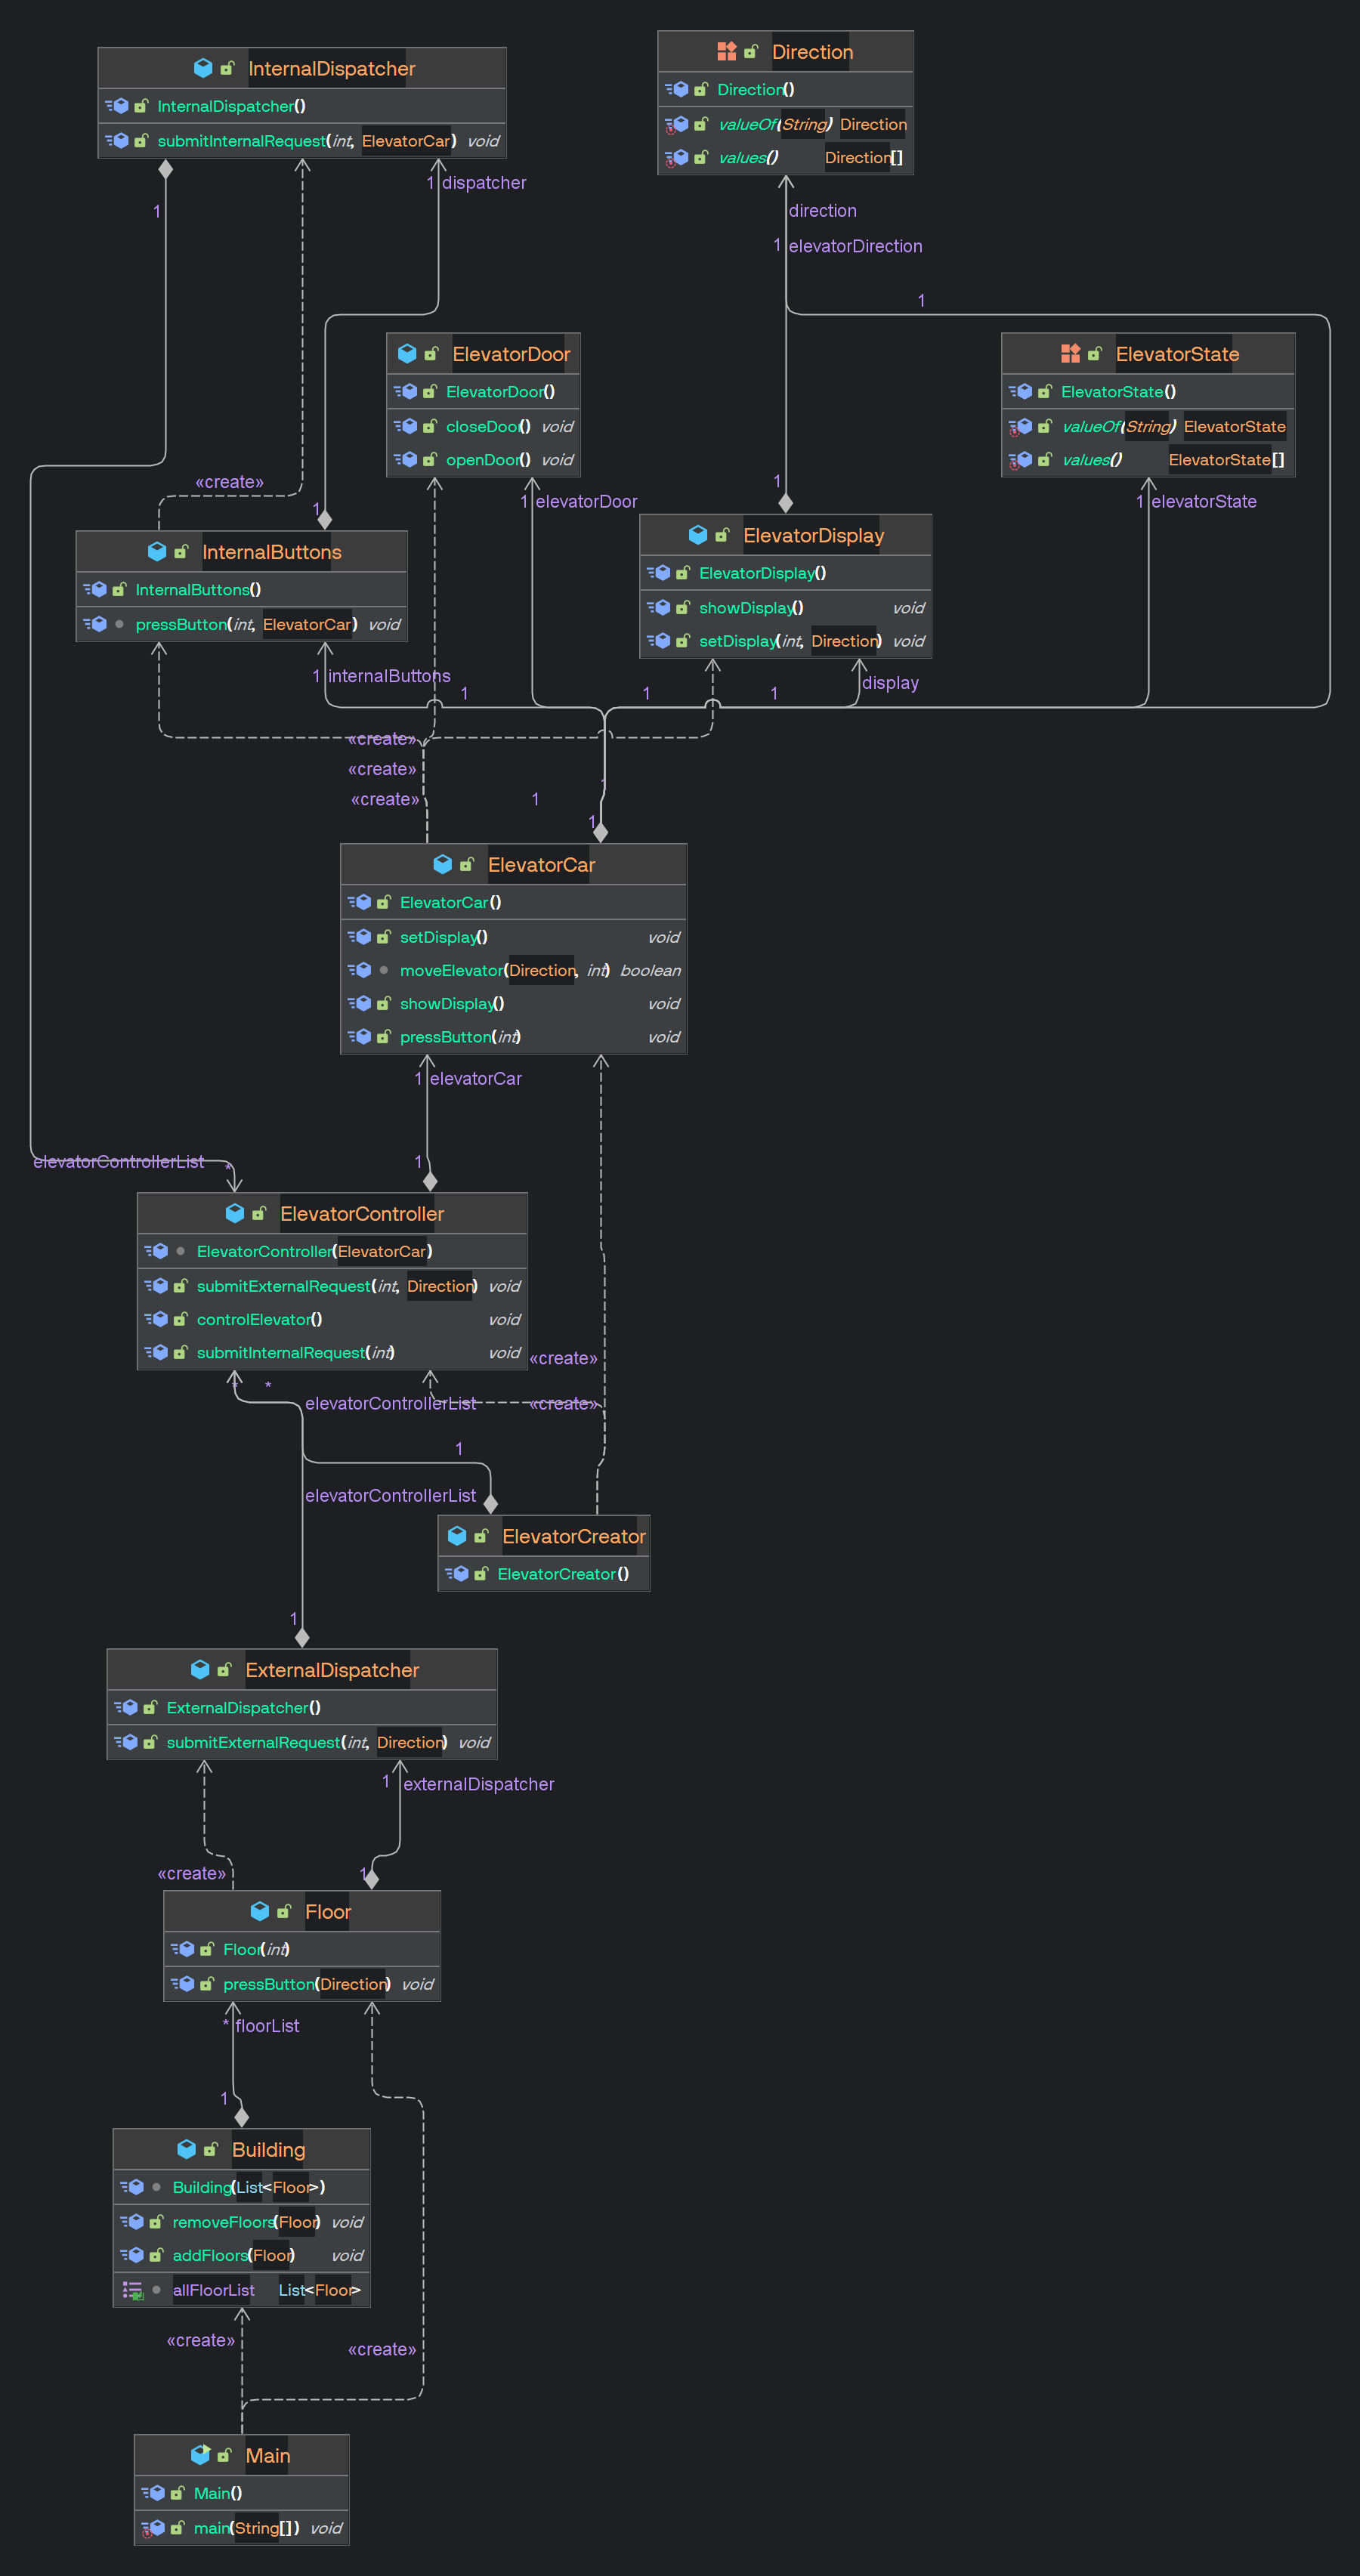 InternalDispatcher
InternalDispatcher()
submitInternalRequest(int, ElevatorCar) void
Direction
Direction()
valueOf(String) Direction
values() Direction[]
1 dispatcher
1
direction
1 elevatorDirection
1
ElevatorDoor
ElevatorDoor()
closeDoor() void
openDoor() void
ElevatorState
ElevatorState()
valueOf(String) ElevatorState
values() ElevatorState[]
«create»
1
1 elevatorDoor
1
1 elevatorState
InternalButtons
InternalButtons()
pressButton(int, ElevatorCar) void
ElevatorDisplay
ElevatorDisplay()
showDisplay() void
setDisplay(int, Direction) void
1 internalButtons
display
1
1
1
«create»
«create»
«create»
1
1
1
ElevatorCar
ElevatorCar()
setDisplay() void
moveElevator(Direction, int) boolean
showDisplay() void
pressButton(int) void
1 elevatorCar
1
elevatorControllerList *
ElevatorController
ElevatorController(ElevatorCar)
submitExternalRequest(int, Direction) void
controlElevator() void
submitInternalRequest(int) void
«create»
* *
elevatorControllerList
«create»
1
elevatorControllerList
ElevatorCreator
ElevatorCreator()
1
ExternalDispatcher
ExternalDispatcher()
submitExternalRequest(int, Direction) void
1 externalDispatcher
«create»
1
Floor
Floor(int)
pressButton(Direction) void
* floorList
1
Building
Building(List<Floor>)
removeFloors(Floor) void
addFloors(Floor) void
allFloorList List<Floor>
«create»
«create»
Main
Main()
main(String[]) void